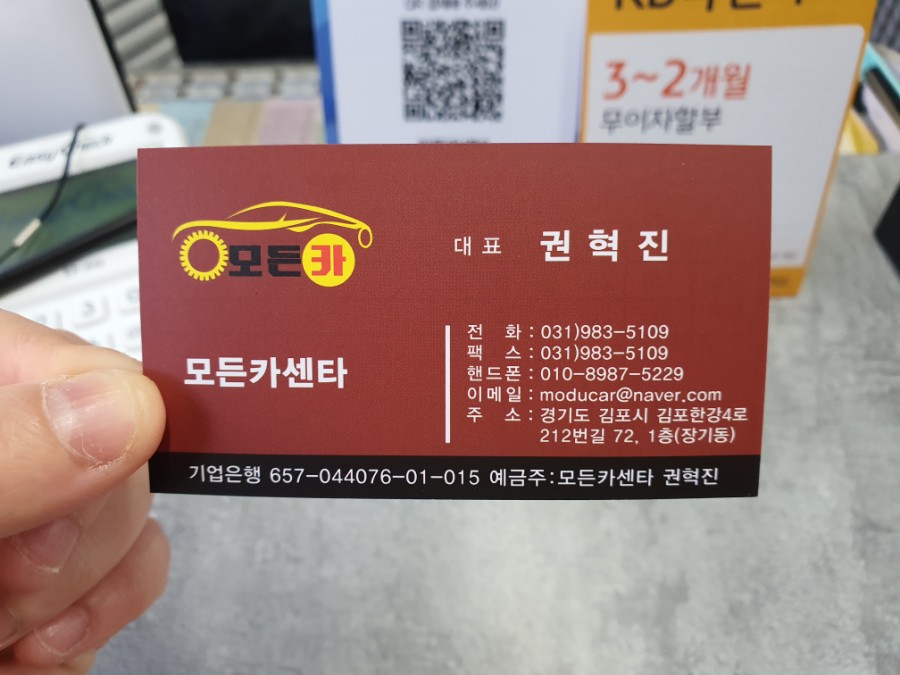 3~2개월
무이자할부
모든카
대표 권혁진
모든카센타
전 화 : 031)983-5109
팩 스 : 031)983-5109
핸드폰 : 010-8987-5229
이메일 : moducar@naver.com
주 소 : 경기도 김포시 김포한강4로
212번길 72, 1층(장기동)
기업은행 657-044076-01-015 예금주:모든카센타 권혁진